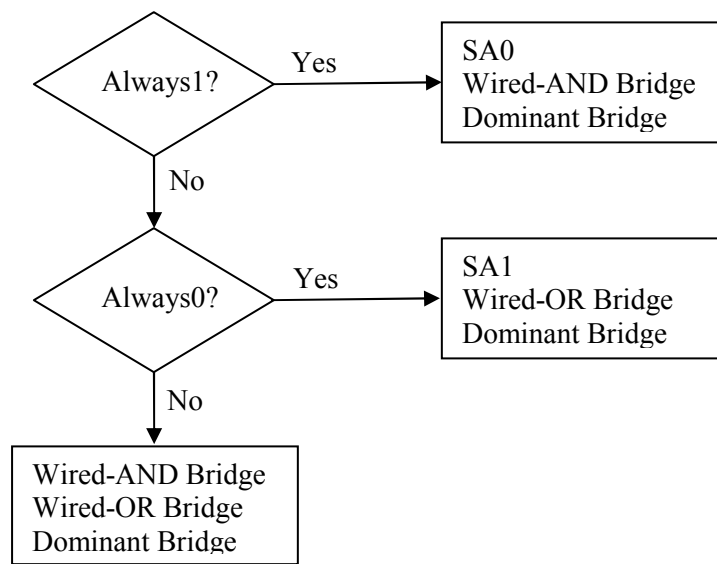 Always1?
Yes
SA0
Wired-AND Bridge
Dominant Bridge
No
Always0?
Yes
SA1
Wired-OR Bridge
Dominant Bridge
No
Wired-AND Bridge
Wired-OR Bridge
Dominant Bridge